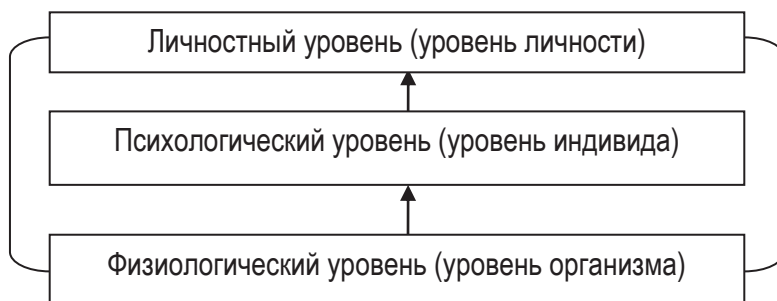 Личностный уровень (уровень личности)
Психологический уровень (уровень индивида)
Физиологический уровень (уровень организма)